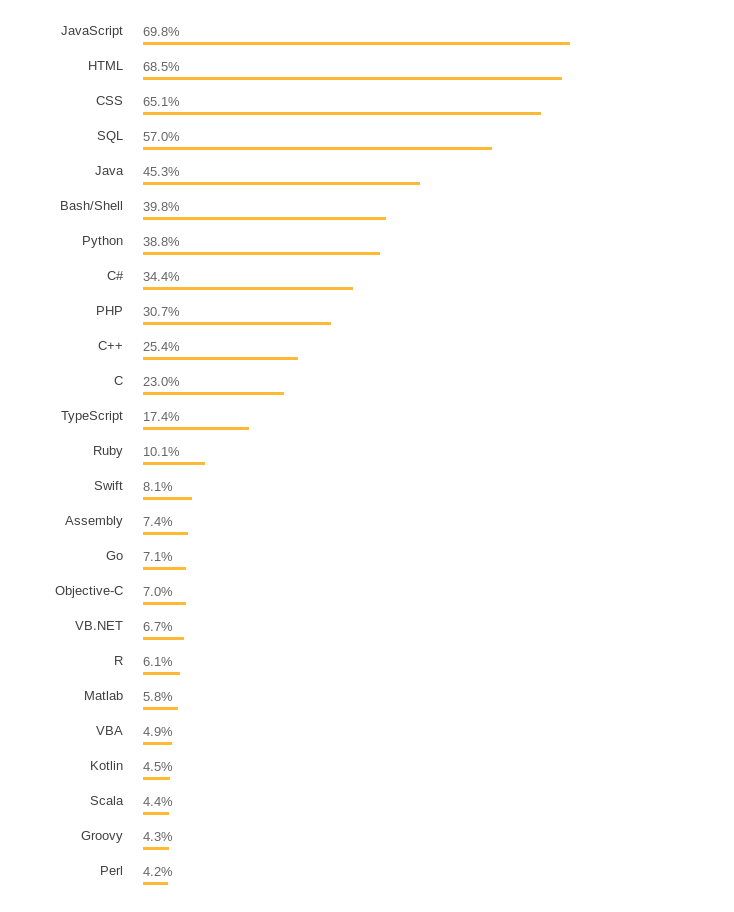 JavaScript 69.8%
HTML 68.5%
CSS 65.1%
SQL 57.0%
Java 45.3%
Bash/Shell 39.8%
Python 38.8%
C# 34.4%
PHP 30.7%
C++ 25.4%
C 23.0%
TypeScript 17.4%
Ruby 10.1%
Swift 8.1%
Assembly 7.4%
Go 7.1%
Objective-C 7.0%
VB.NET 6.7%
R 6.1%
Matlab 5.8%
VBA 4.9%
Kotlin 4.5%
Scala 4.4%
Groovy 4.3%
Perl 4.2%